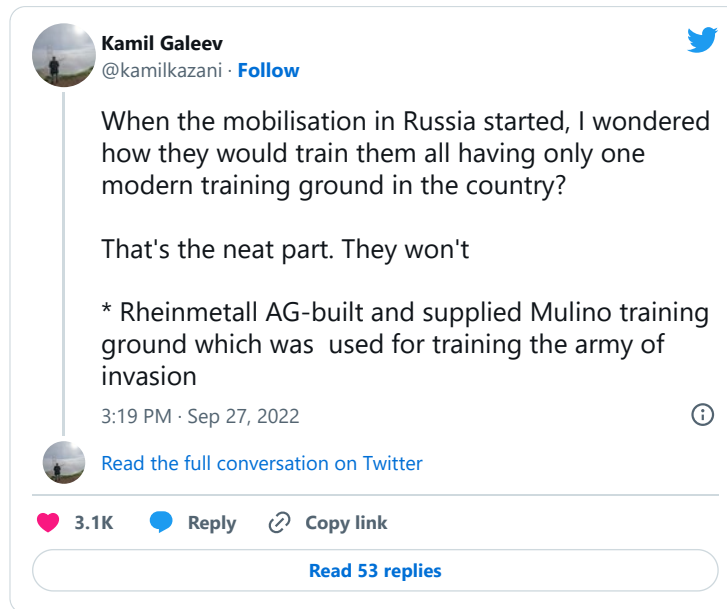 Kamil Galeev
@kamilkazani · Follow
When the mobilisation in Russia started, I wondered
how they would train them all having only one
modern training ground in the country?
That's the neat part. They won't
* Rheinmetall AG-built and supplied Mulino training
ground which was  used for training the army of
invasion
3:19 PM · Sep 27, 2022
Read the full conversation on Twitter
3.1K Reply Copy link
Read 53 replies